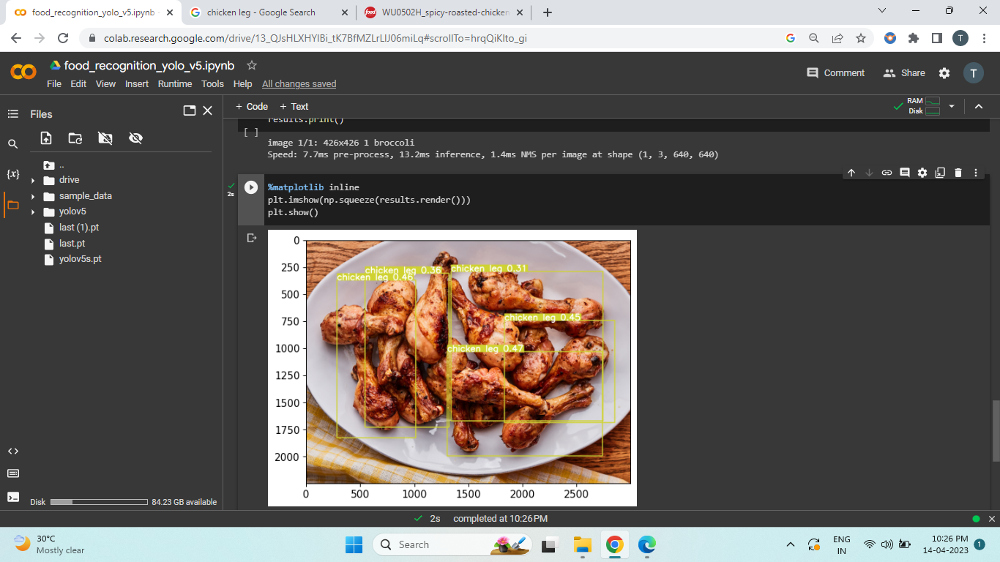 food_recognition_yolo_v5.ipynb -
chicken leg - Google Search
food
WU0502H_spicy-roasted-chicken
colab.research.google.com/drive/13_QJsHLXHYlBi_tK7BfMZLrLlJ06miLq#scrollTo=hrqQiKlto_gi
T
food_recognition_yolo_v5.ipynb
File Edit View Insert Runtime Tools Help All changes saved
Comment
Share
T
Files
+ Code + Text
RAM
Disk
..
drive
sample_data
yolov5
last (1).pt
last.pt
yolov5s.pt
{x}
Disk
84.23 GB available
results.print()
[ ]
image 1/1: 426x426 1 broccoli
Speed: 7.7ms pre-process, 13.2ms inference, 1.4ms NMS per image at shape (1, 3, 640, 640)
2s
%matplotlib inline
plt.imshow(np.squeeze(results.render()))
plt.show()
0
250
500
750
1000
1250
1500
1750
2000
chicken leg 0.36
chicken leg 0.31
chicken leg 0.46
chicken leg 0.45
chicken leg 0.47
0 500 1000 1500 2000 2500
2s completed at 10:26 PM
30°C
Mostly clear
Search
ENG
IN
10:26 PM
14-04-2023
1